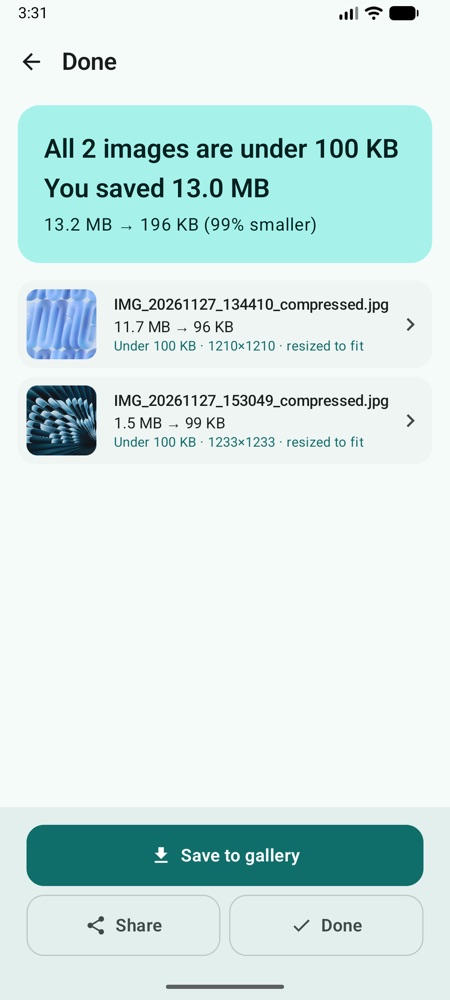 3:31
Done
All 2 images are under 100 KB
You saved 13.0 MB
13.2 MB → 196 KB (99% smaller)
IMG_20261127_134410_compressed.jpg
11.7 MB → 96 KB
Under 100 KB · 1210×1210 · resized to fit
IMG_20261127_153049_compressed.jpg
1.5 MB → 99 KB
Under 100 KB · 1233×1233 · resized to fit
Save to gallery
Share
Done